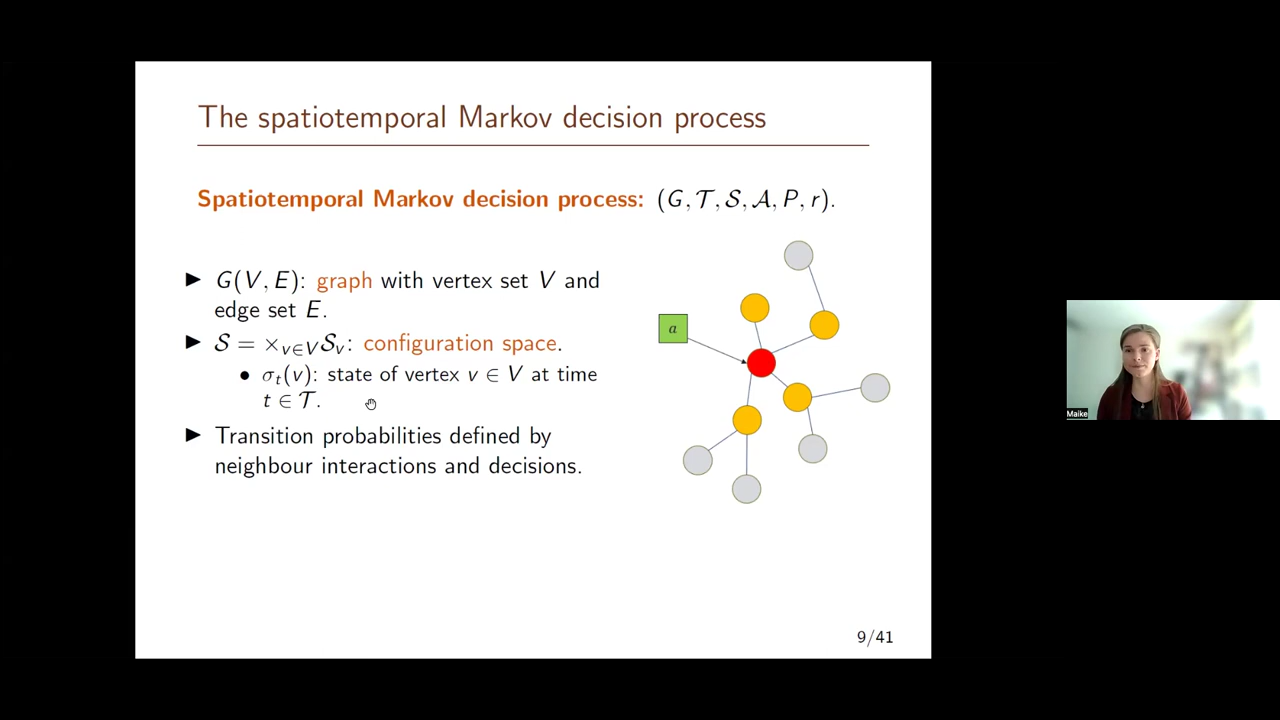 The spatiotemporal Markov decision process
Spatiotemporal Markov decision process: (G, 𝒯, 𝒮, 𝒜, P, r).
▶ G(V, E): graph with vertex set V and
edge set E.
▶ 𝒮 = ×_{v∈V} 𝒮_v: configuration space.
• σ_t(v): state of vertex v ∈ V at time
t ∈ 𝒯.
▶ Transition probabilities defined by
neighbour interactions and decisions.
a
9/41
Maike